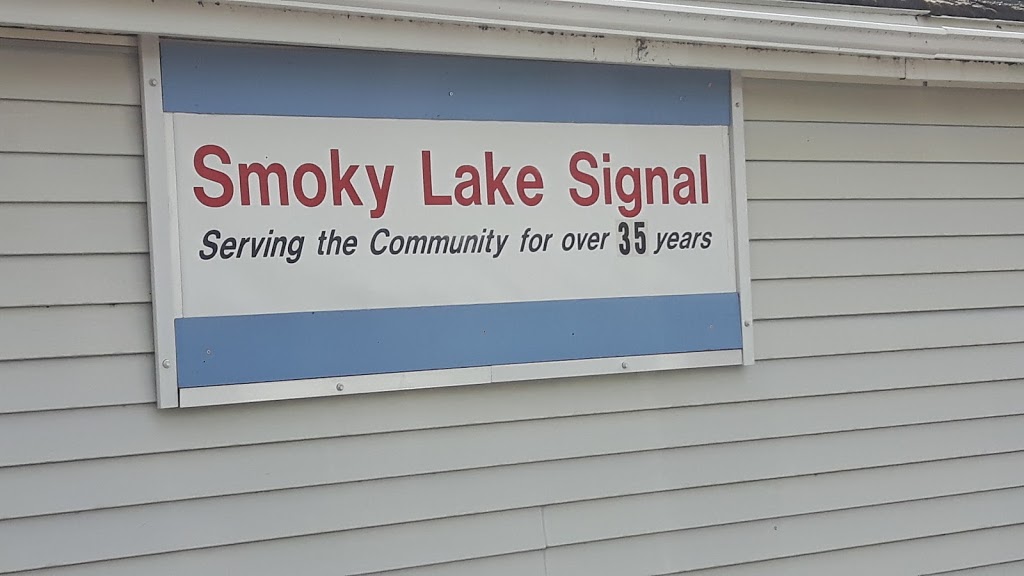 Smoky Lake Signal
Serving the Community for over 35 years